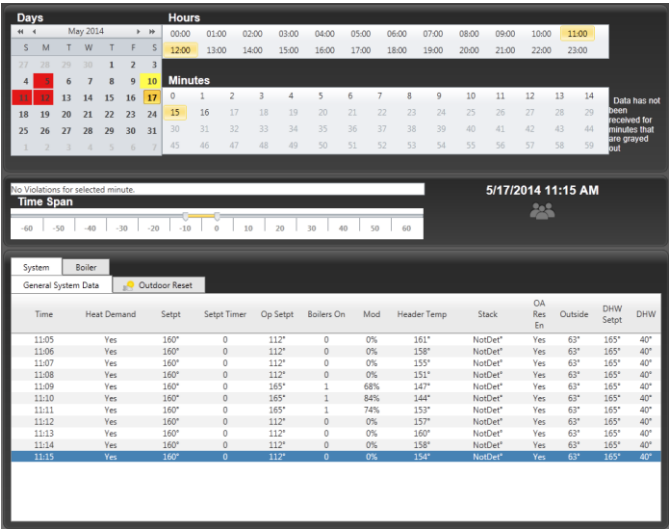 Days
May 2014
S M T W T F S
27 28 29 30 1 2 3
4 5 6 7 8 9 10
11 12 13 14 15 16 17
18 19 20 21 22 23 24
25 26 27 28 29 30 31
1 2 3 4 5 6 7
Hours
00:00 01:00 02:00 03:00 04:00 05:00 06:00 07:00 08:00 09:00 10:00 11:00
12:00 13:00 14:00 15:00 16:00 17:00 18:00 19:00 20:00 21:00 22:00 23:00
Minutes
0 1 2 3 4 5 6 7 8 9 10 11 12 13 14
15 16 17 18 19 20 21 22 23 24 25 26 27 28 29
30 31 32 33 34 35 36 37 38 39 40 41 42 43 44
45 46 47 48 49 50 51 52 53 54 55 56 57 58 59
Data has not
been
received for
minutes that
are grayed
out
No Violations for selected minute.
Time Span
-60 -50 -40 -30 -20 -10 0 10 20 30 40 50 60
5/17/2014 11:15 AM
System Boiler
General System Data Outdoor Reset
Time Heat Demand Setpt Setpt Timer Op Setpt Boilers On Mod Header Temp Stack OA Res En Outside DHW Setpt DHW
11:05 Yes 160° 0 112° 0 0% 161° NotDet° Yes 63° 165° 40°
11:06 Yes 160° 0 112° 0 0% 158° NotDet° Yes 63° 165° 40°
11:07 Yes 160° 0 112° 0 0% 155° NotDet° Yes 63° 165° 40°
11:08 Yes 160° 0 112° 0 0% 151° NotDet° Yes 63° 165° 40°
11:09 Yes 160° 0 165° 1 68% 147° NotDet° Yes 63° 165° 40°
11:10 Yes 160° 0 165° 1 84% 144° NotDet° Yes 63° 165° 40°
11:11 Yes 160° 0 165° 1 74% 153° NotDet° Yes 63° 165° 40°
11:12 Yes 160° 0 112° 0 0% 157° NotDet° Yes 63° 165° 40°
11:13 Yes 160° 0 112° 0 0% 160° NotDet° Yes 63° 165° 40°
11:14 Yes 160° 0 112° 0 0% 158° NotDet° Yes 63° 165° 40°
11:15 Yes 160° 0 112° 0 0% 154° NotDet° Yes 63° 165° 40°